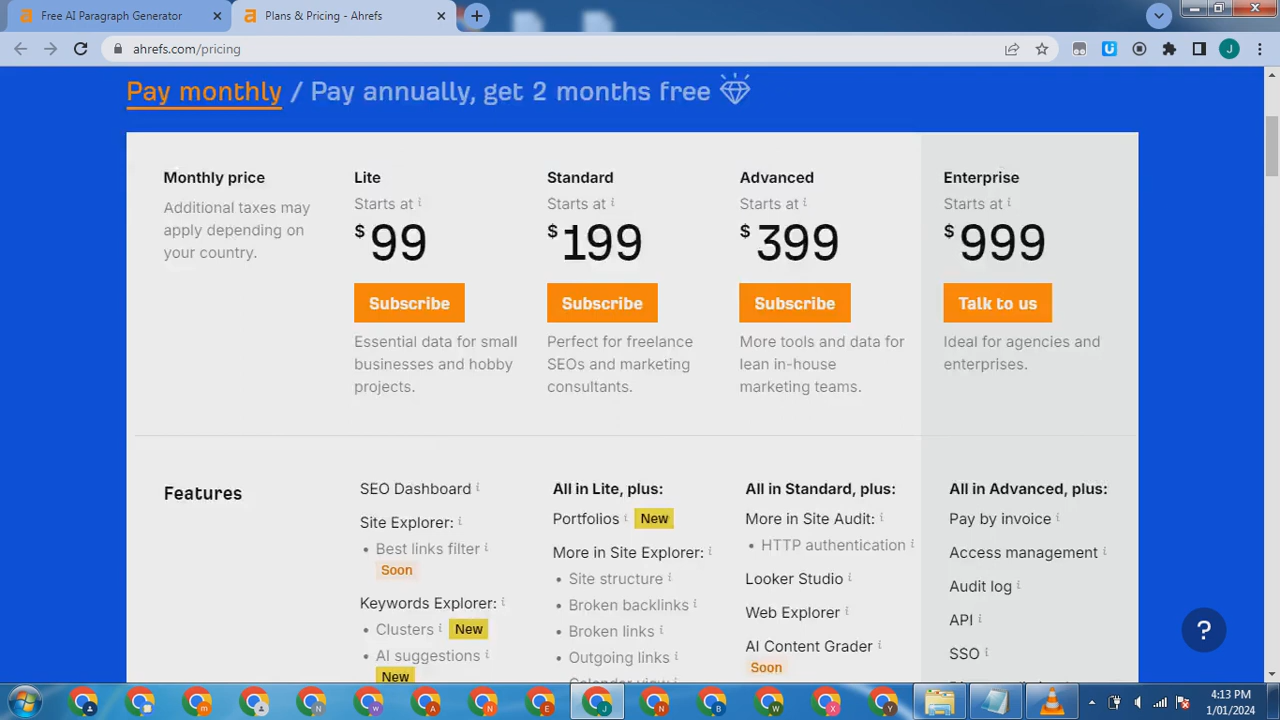 Free AI Paragraph Generator
Plans & Pricing - Ahrefs
ahrefs.com/pricing
J
Pay monthly / Pay annually, get 2 months free
Monthly price
Additional taxes may
apply depending on
your country.
Lite
Starts at i
$99
Subscribe
Essential data for small
businesses and hobby
projects.
Standard
Starts at i
$199
Subscribe
Perfect for freelance
SEOs and marketing
consultants.
Advanced
Starts at i
$399
Subscribe
More tools and data for
lean in-house
marketing teams.
Enterprise
Starts at i
$999
Talk to us
Ideal for agencies and
enterprises.
Features
SEO Dashboard i
Site Explorer: i
• Best links filter i
Soon
Keywords Explorer: i
• Clusters i New
• AI suggestions i
New
All in Lite, plus:
Portfolios i New
More in Site Explorer: i
• Site structure i
• Broken backlinks i
• Broken links i
• Outgoing links i
All in Standard, plus:
More in Site Audit: i
• HTTP authentication i
Looker Studio i
Web Explorer i
AI Content Grader i
Soon
All in Advanced, plus:
Pay by invoice i
Access management i
Audit log i
API i
SSO i
?
4:13 PM
1/01/2024